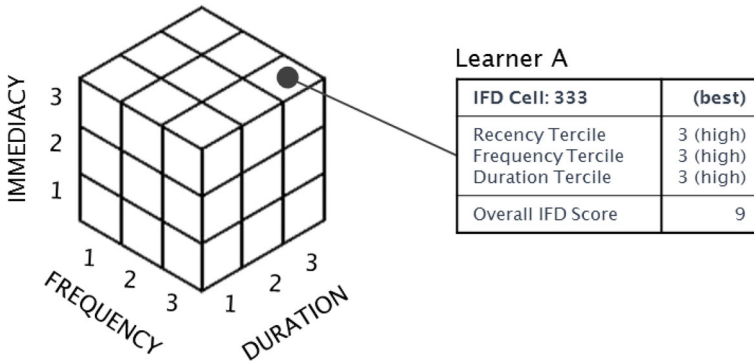 Learner A
IFD Cell: 333 (best)
Recency Tercile 3 (high)
Frequency Tercile 3 (high)
Duration Tercile 3 (high)
Overall IFD Score 9
IMMEDIACY
3
2
1
1
2
3
FREQUENCY
1
2
3
DURATION